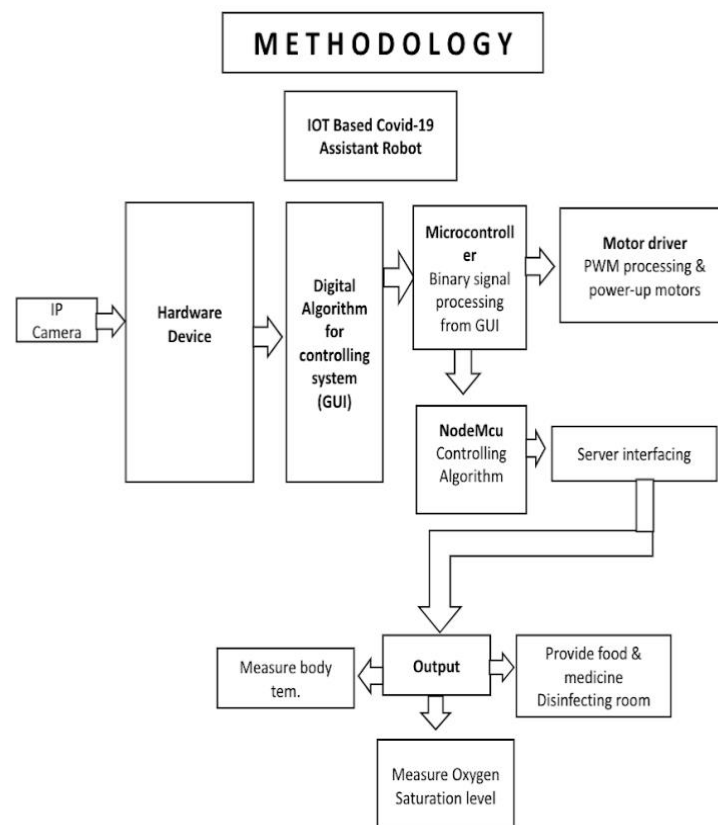 METHODOLOGY
IOT Based Covid-19
Assistant Robot
IP
Camera
Hardware
Device
Digital
Algorithm
for
controlling
system
(GUI)
Microcontroll
er
Binary signal
processing
from GUI
Motor driver
PWM processing &
power-up motors
NodeMcu
Controlling
Algorithm
Server interfacing
Output
Measure body
tem.
Provide food &
medicine
Disinfecting room
Measure Oxygen
Saturation level